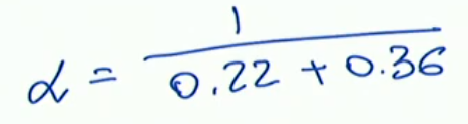 α = 1 / (0.22 + 0.36)